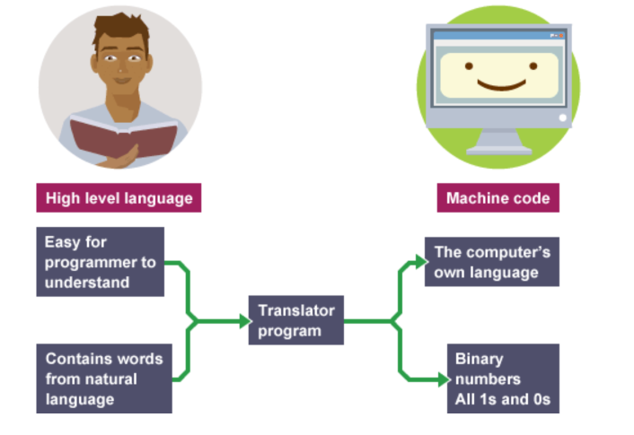 High level language
Machine code
Easy for
programmer to
understand
The computer's
own language
Translator
program
Contains words
from natural
language
Binary
numbers
All 1s and 0s